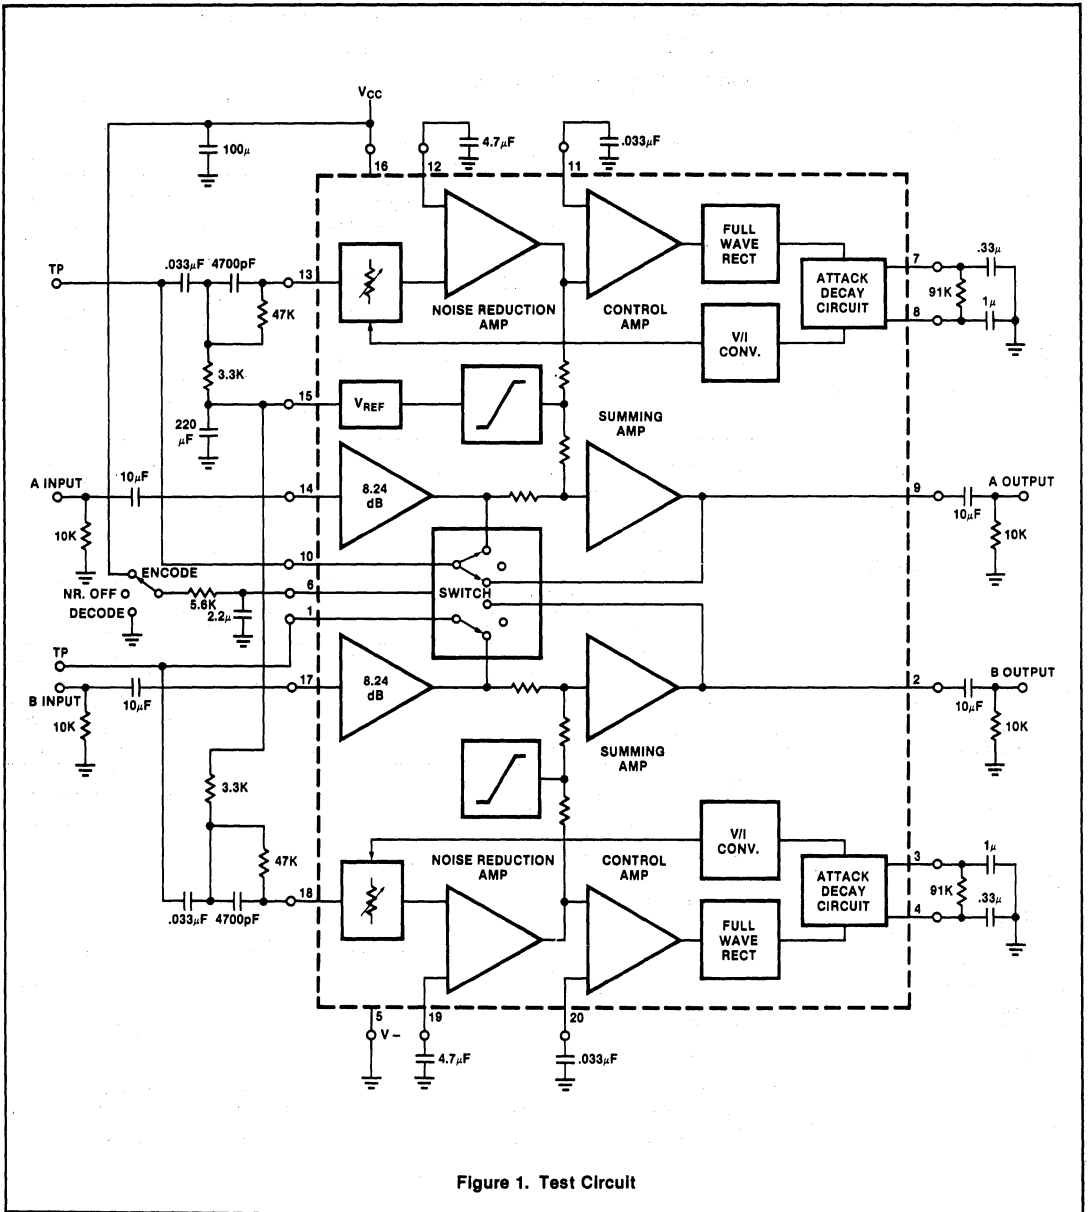 VCC
100μ
16
12
4.7μF
11
.033μF
TP
.033μF
4700pF
13
47K
NOISE REDUCTION
AMP
CONTROL
AMP
FULL
WAVE
RECT
ATTACK
DECAY
CIRCUIT
7
8
.33μ
91K
1μ
V/I
CONV.
3.3K
15
VREF
220
μF
SUMMING
AMP
A INPUT
10μF
14
8.24
dB
9
A OUTPUT
10μF
10K
10K
10
ENCODE
NR. OFF
DECODE
5.6K
2.2μ
6
1
SWITCH
TP
B INPUT
10μF
10K
17
8.24
dB
2
B OUTPUT
10μF
10K
SUMMING
AMP
3.3K
47K
.033μF
4700pF
18
NOISE REDUCTION
AMP
CONTROL
AMP
V/I
CONV.
FULL
WAVE
RECT
ATTACK
DECAY
CIRCUIT
3
4
1μ
91K
.33μ
5
V –
19
4.7μF
20
.033μF
Figure 1. Test Circuit